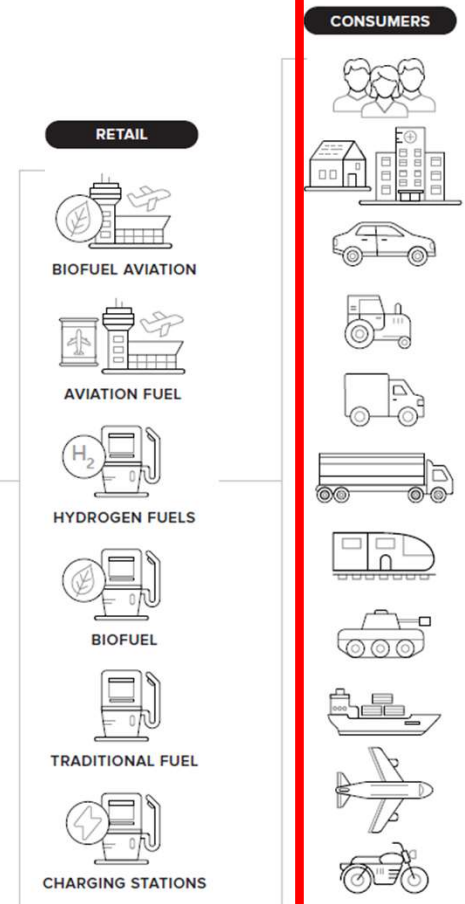 CONSUMERS
RETAIL
BIOFUEL AVIATION
AVIATION FUEL
H2
HYDROGEN FUELS
BIOFUEL
TRADITIONAL FUEL
CHARGING STATIONS